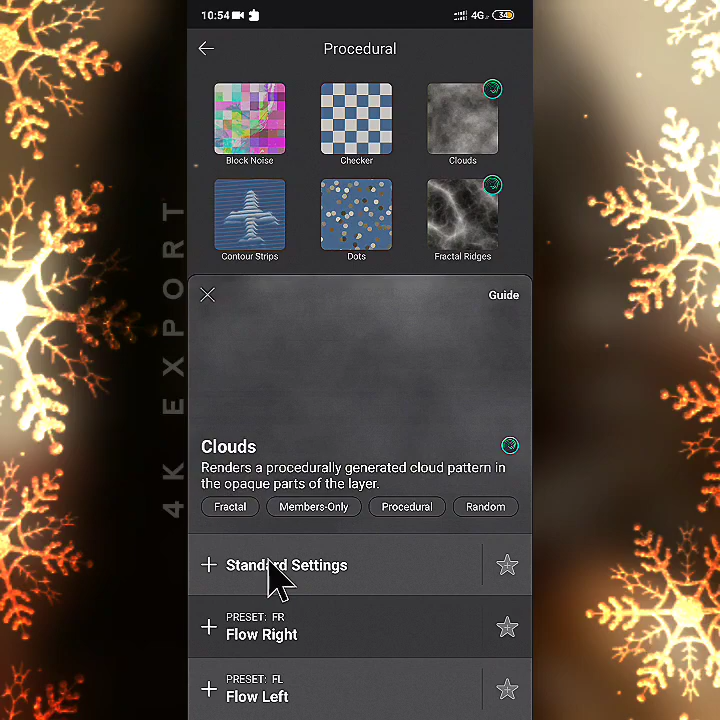 10:54
4G
34
Procedural
Block Noise
Checker
Clouds
Contour Strips
Dots
Fractal Ridges
Guide
4K EXPORT
Clouds
Renders a procedurally generated cloud pattern in
the opaque parts of the layer.
Fractal
Members-Only
Procedural
Random
Standard Settings
PRESET: FR
Flow Right
PRESET: FL
Flow Left